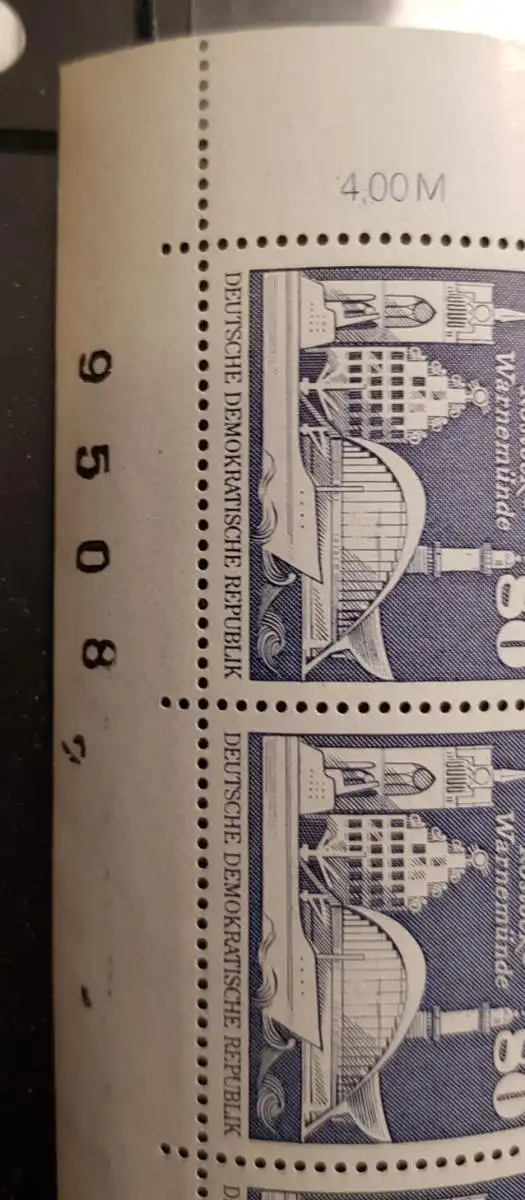 4,00 M
9508
DEUTSCHE DEMOKRATISCHE REPUBLIK
Warnemünde
80
DEUTSCHE DEMOKRATISCHE REPUBLIK
Warnemünde
80
D